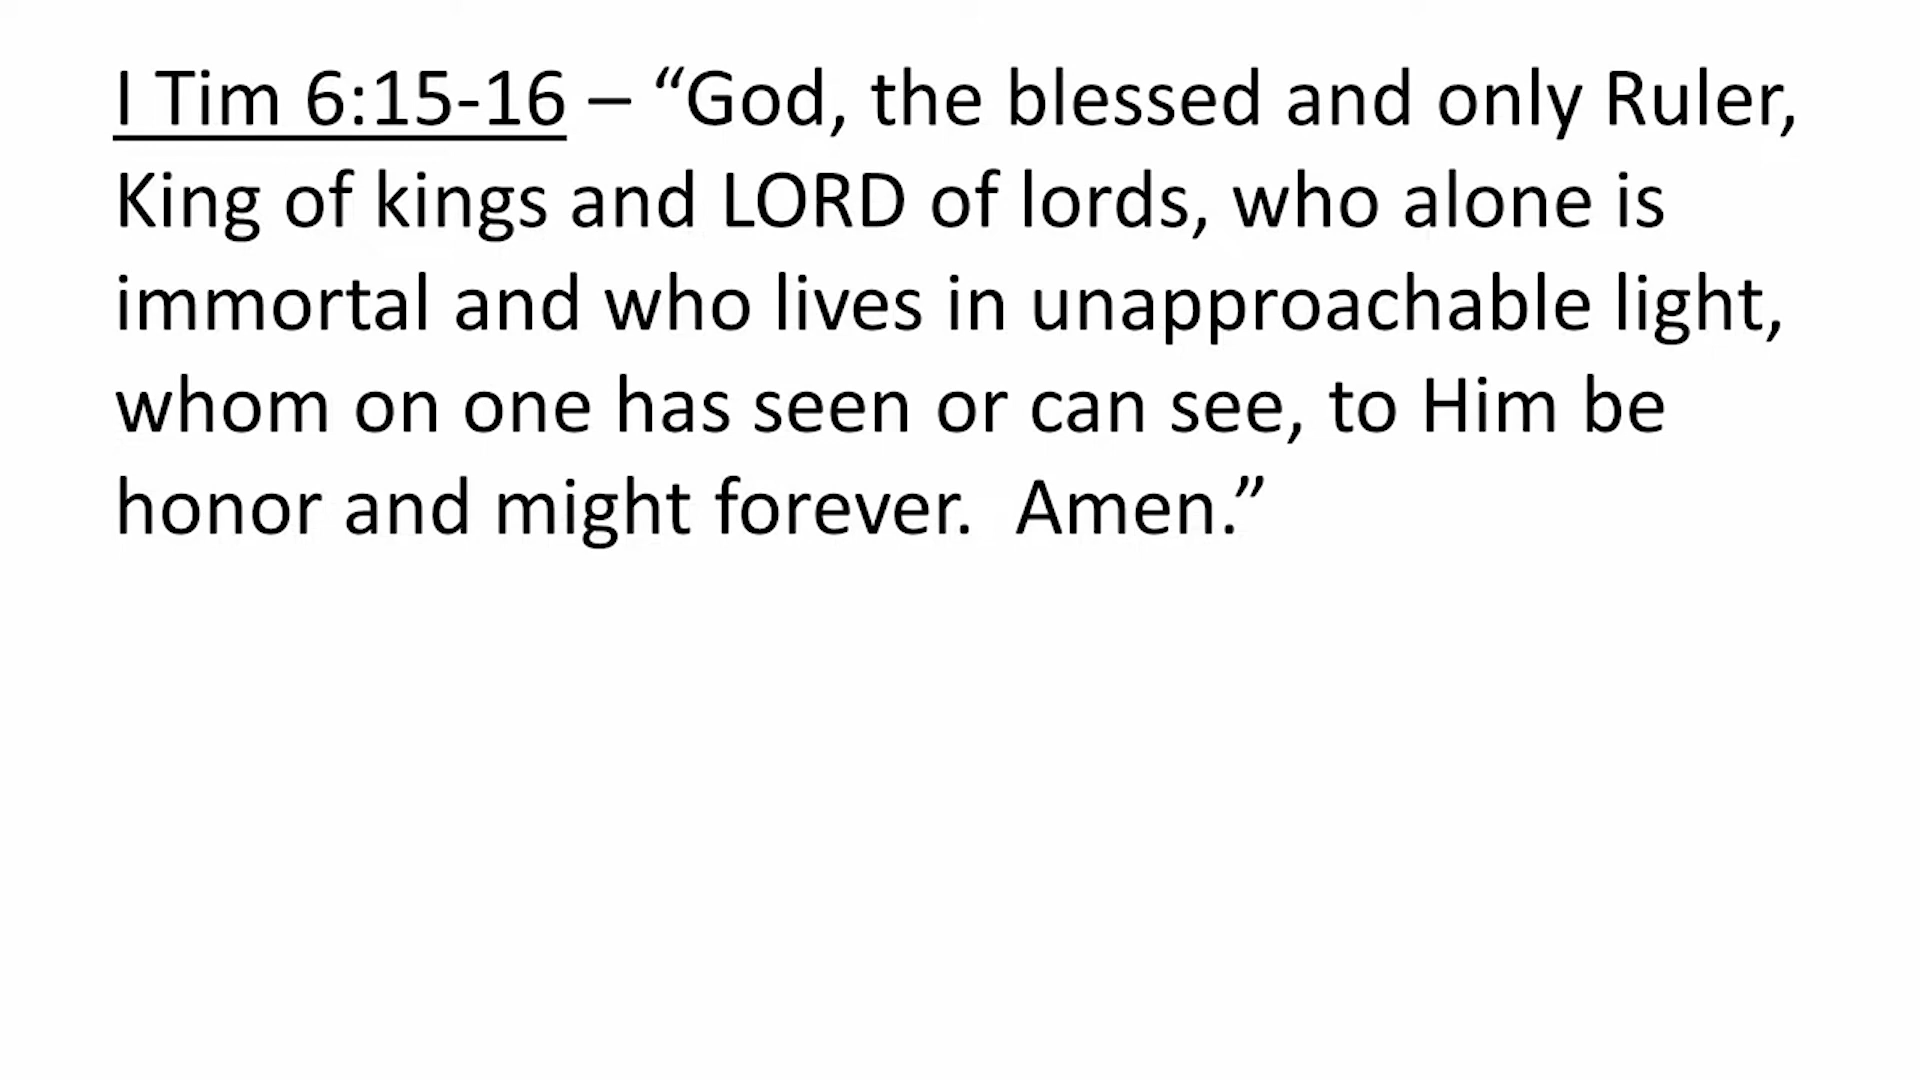 I Tim 6:15-16 – “God, the blessed and only Ruler,
King of kings and LORD of lords, who alone is
immortal and who lives in unapproachable light,
whom on one has seen or can see, to Him be
honor and might forever.  Amen.”